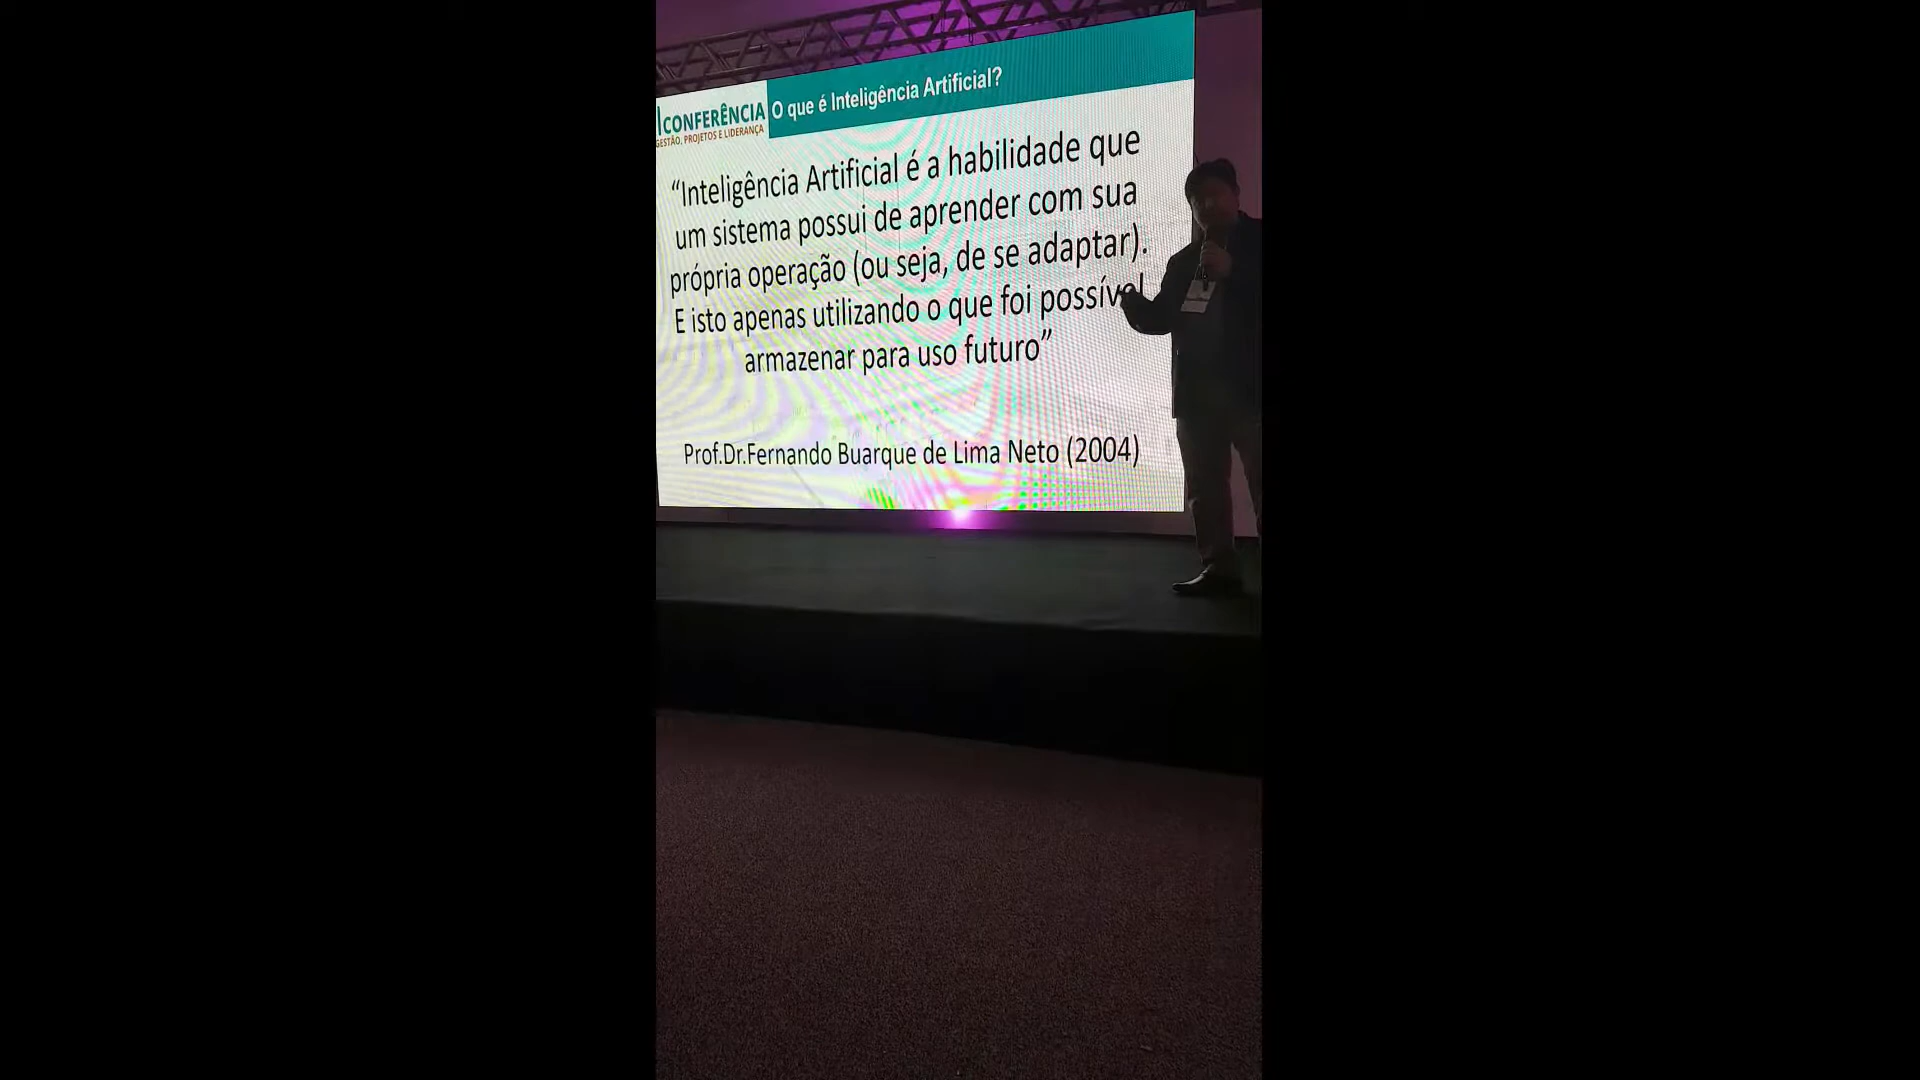 CONFERÊNCIA
GESTÃO, PROJETOS E LIDERANÇA
O que é Inteligência Artificial?
“Inteligência Artificial é a habilidade que
um sistema possui de aprender com sua
própria operação (ou seja, de se adaptar).
E isto apenas utilizando o que foi possível
armazenar para uso futuro”
Prof.Dr.Fernando Buarque de Lima Neto (2004)